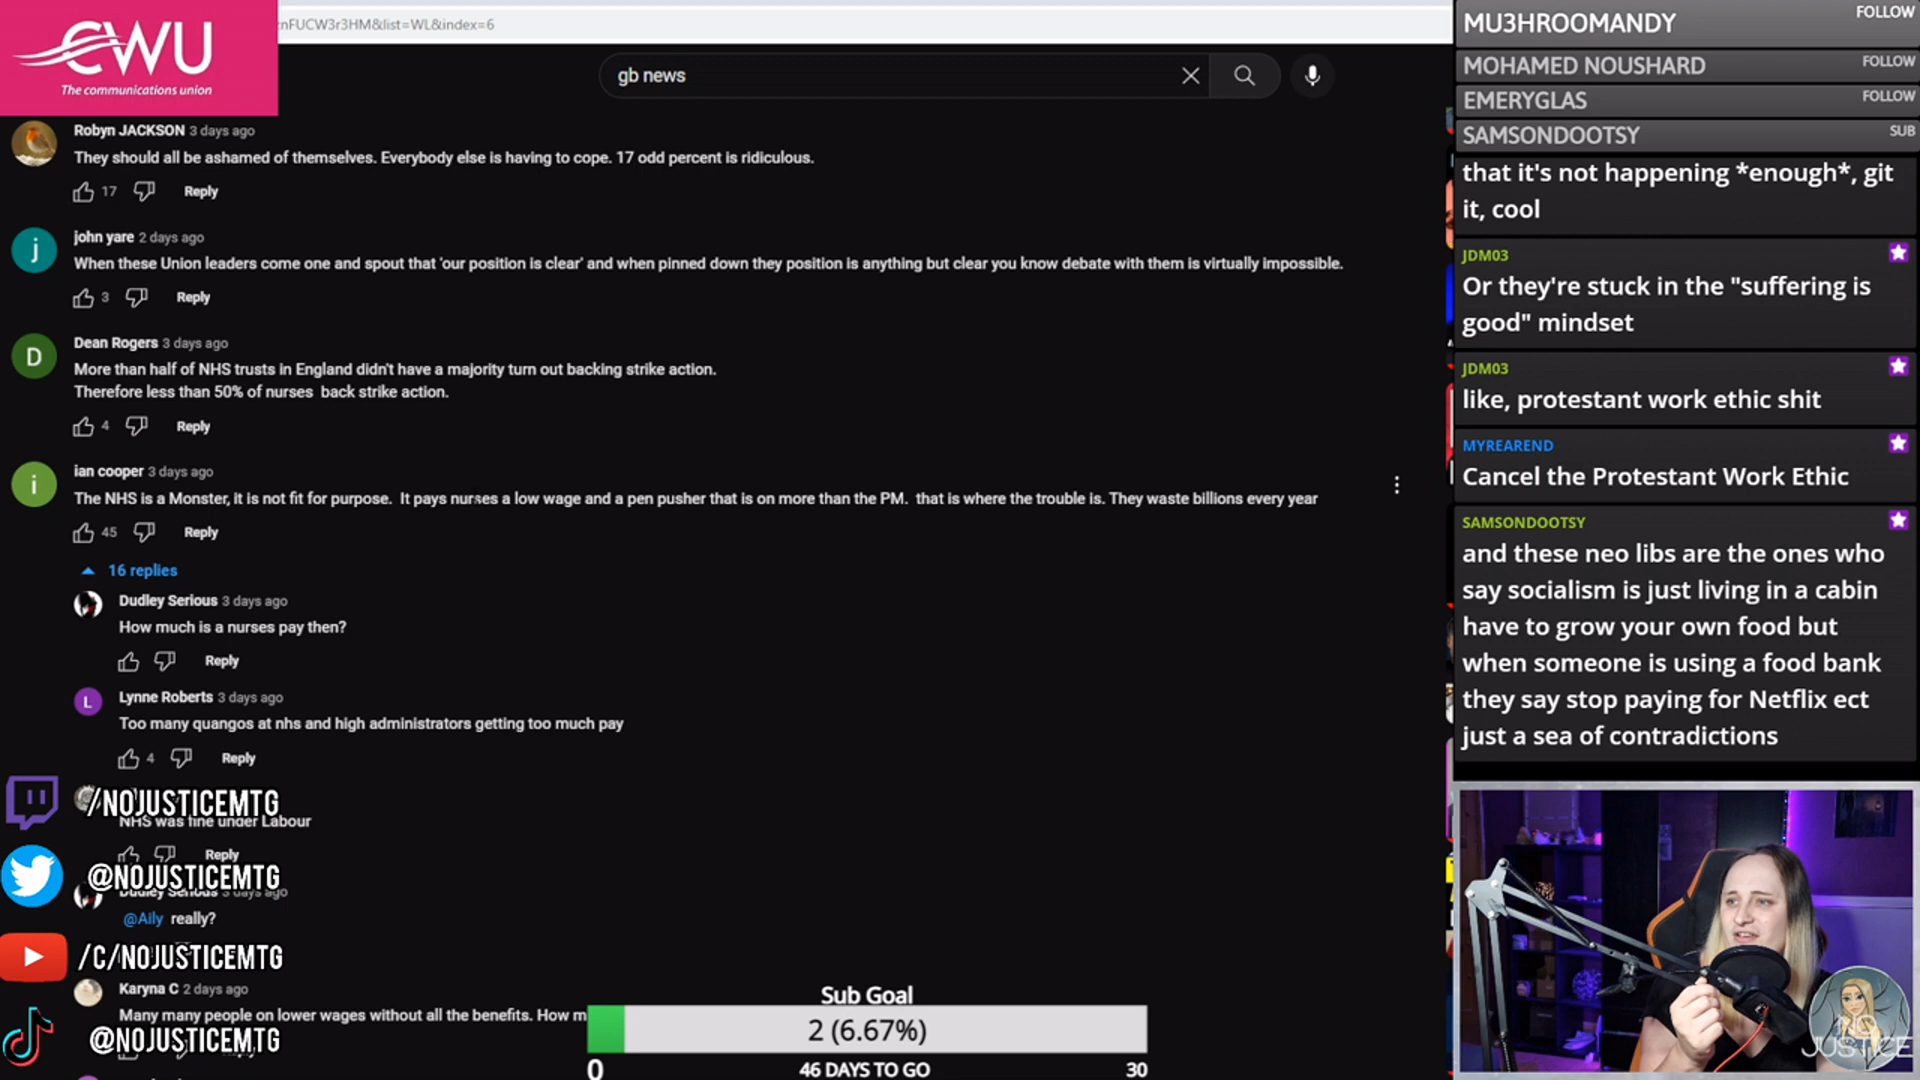 nFUCW3r3HM&list=WL&index=6
CWU
The communications union
gb news
Robyn JACKSON 3 days ago
They should all be ashamed of themselves. Everybody else is having to cope. 17 odd percent is ridiculous.
17 Reply
john yare 2 days ago
When these Union leaders come one and spout that 'our position is clear' and when pinned down they position is anything but clear you know debate with them is virtually impossible.
3 Reply
Dean Rogers 3 days ago
More than half of NHS trusts in England didn't have a majority turn out backing strike action.
Therefore less than 50% of nurses back strike action.
4 Reply
ian cooper 3 days ago
The NHS is a Monster, it is not fit for purpose. It pays nurses a low wage and a pen pusher that is on more than the PM. that is where the trouble is. They waste billions every year
45 Reply
16 replies
Dudley Serious 3 days ago
How much is a nurses pay then?
Reply
Lynne Roberts 3 days ago
Too many quangos at nhs and high administrators getting too much pay
4 Reply
/NOJUSTICEMTG
NHS was fine under Labour
Reply
@NOJUSTICEMTG
Dudley Serious 3 days ago
@Aily really?
/C/NOJUSTICEMTG
Karyna C 2 days ago
Many many people on lower wages without all the benefits. How m
@NOJUSTICEMTG
Sub Goal
2 (6.67%)
0 46 DAYS TO GO 30
MU3HROOMANDY FOLLOW
MOHAMED NOUSHARD FOLLOW
EMERYGLAS FOLLOW
SAMSONDOOTSY SUB
that it's not happening *enough*, git
it, cool
JDM03
Or they're stuck in the "suffering is
good" mindset
JDM03
like, protestant work ethic shit
MYREAREND
Cancel the Protestant Work Ethic
SAMSONDOOTSY
and these neo libs are the ones who
say socialism is just living in a cabin
have to grow your own food but
when someone is using a food bank
they say stop paying for Netflix ect
just a sea of contradictions
NO
JUSTICE